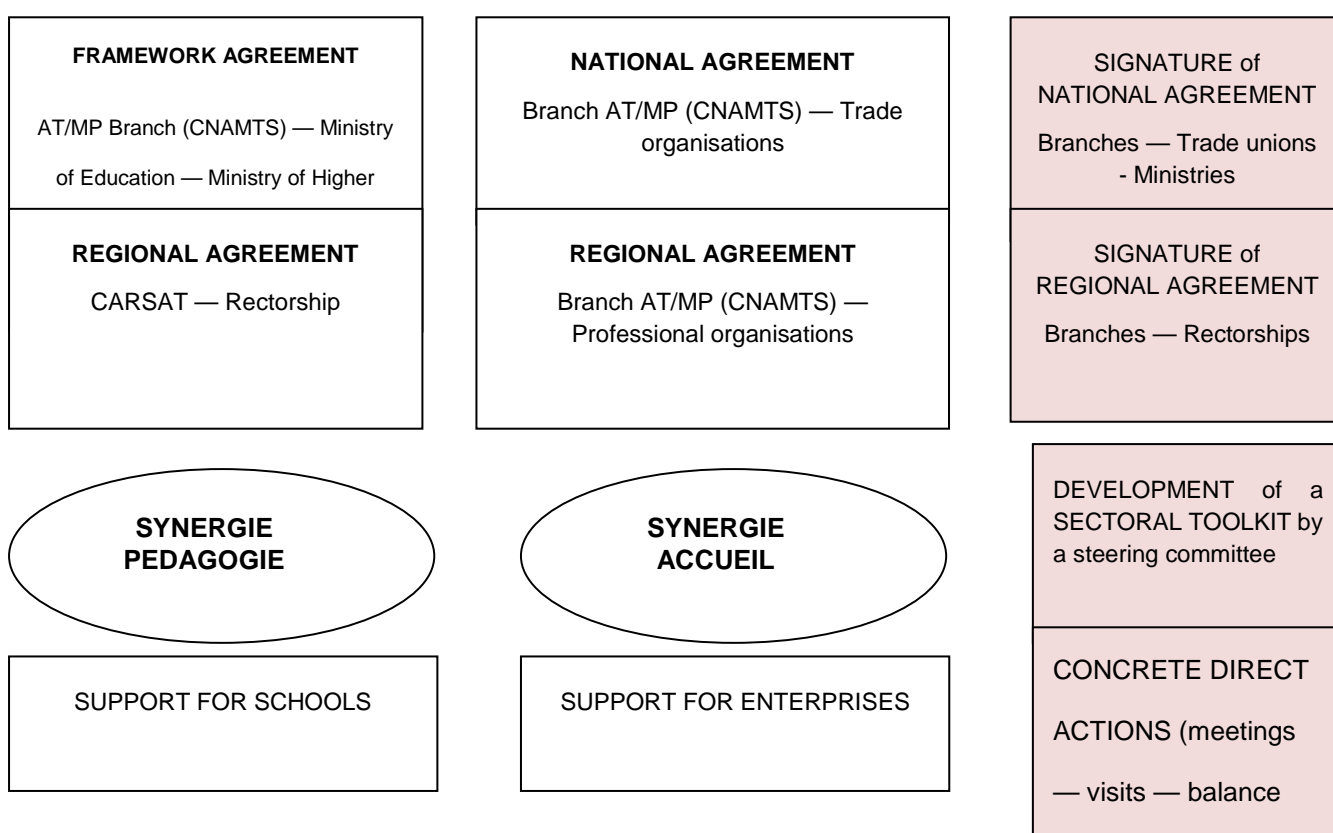 FRAMEWORK AGREEMENT
AT/MP Branch (CNAMTS) — Ministry
of Education — Ministry of Higher
REGIONAL AGREEMENT
CARSAT — Rectorship
SYNERGIE
PEDAGOGIE
SUPPORT FOR SCHOOLS
NATIONAL AGREEMENT
Branch AT/MP (CNAMTS) — Trade
organisations
REGIONAL AGREEMENT
Branch AT/MP (CNAMTS) —
Professional organisations
SYNERGIE
ACCUEIL
SUPPORT FOR ENTERPRISES
SIGNATURE of
NATIONAL AGREEMENT
Branches — Trade unions
- Ministries
SIGNATURE of
REGIONAL AGREEMENT
Branches — Rectorships
DEVELOPMENT of a
SECTORAL TOOLKIT by
a steering committee
CONCRETE DIRECT
ACTIONS (meetings
— visits — balance